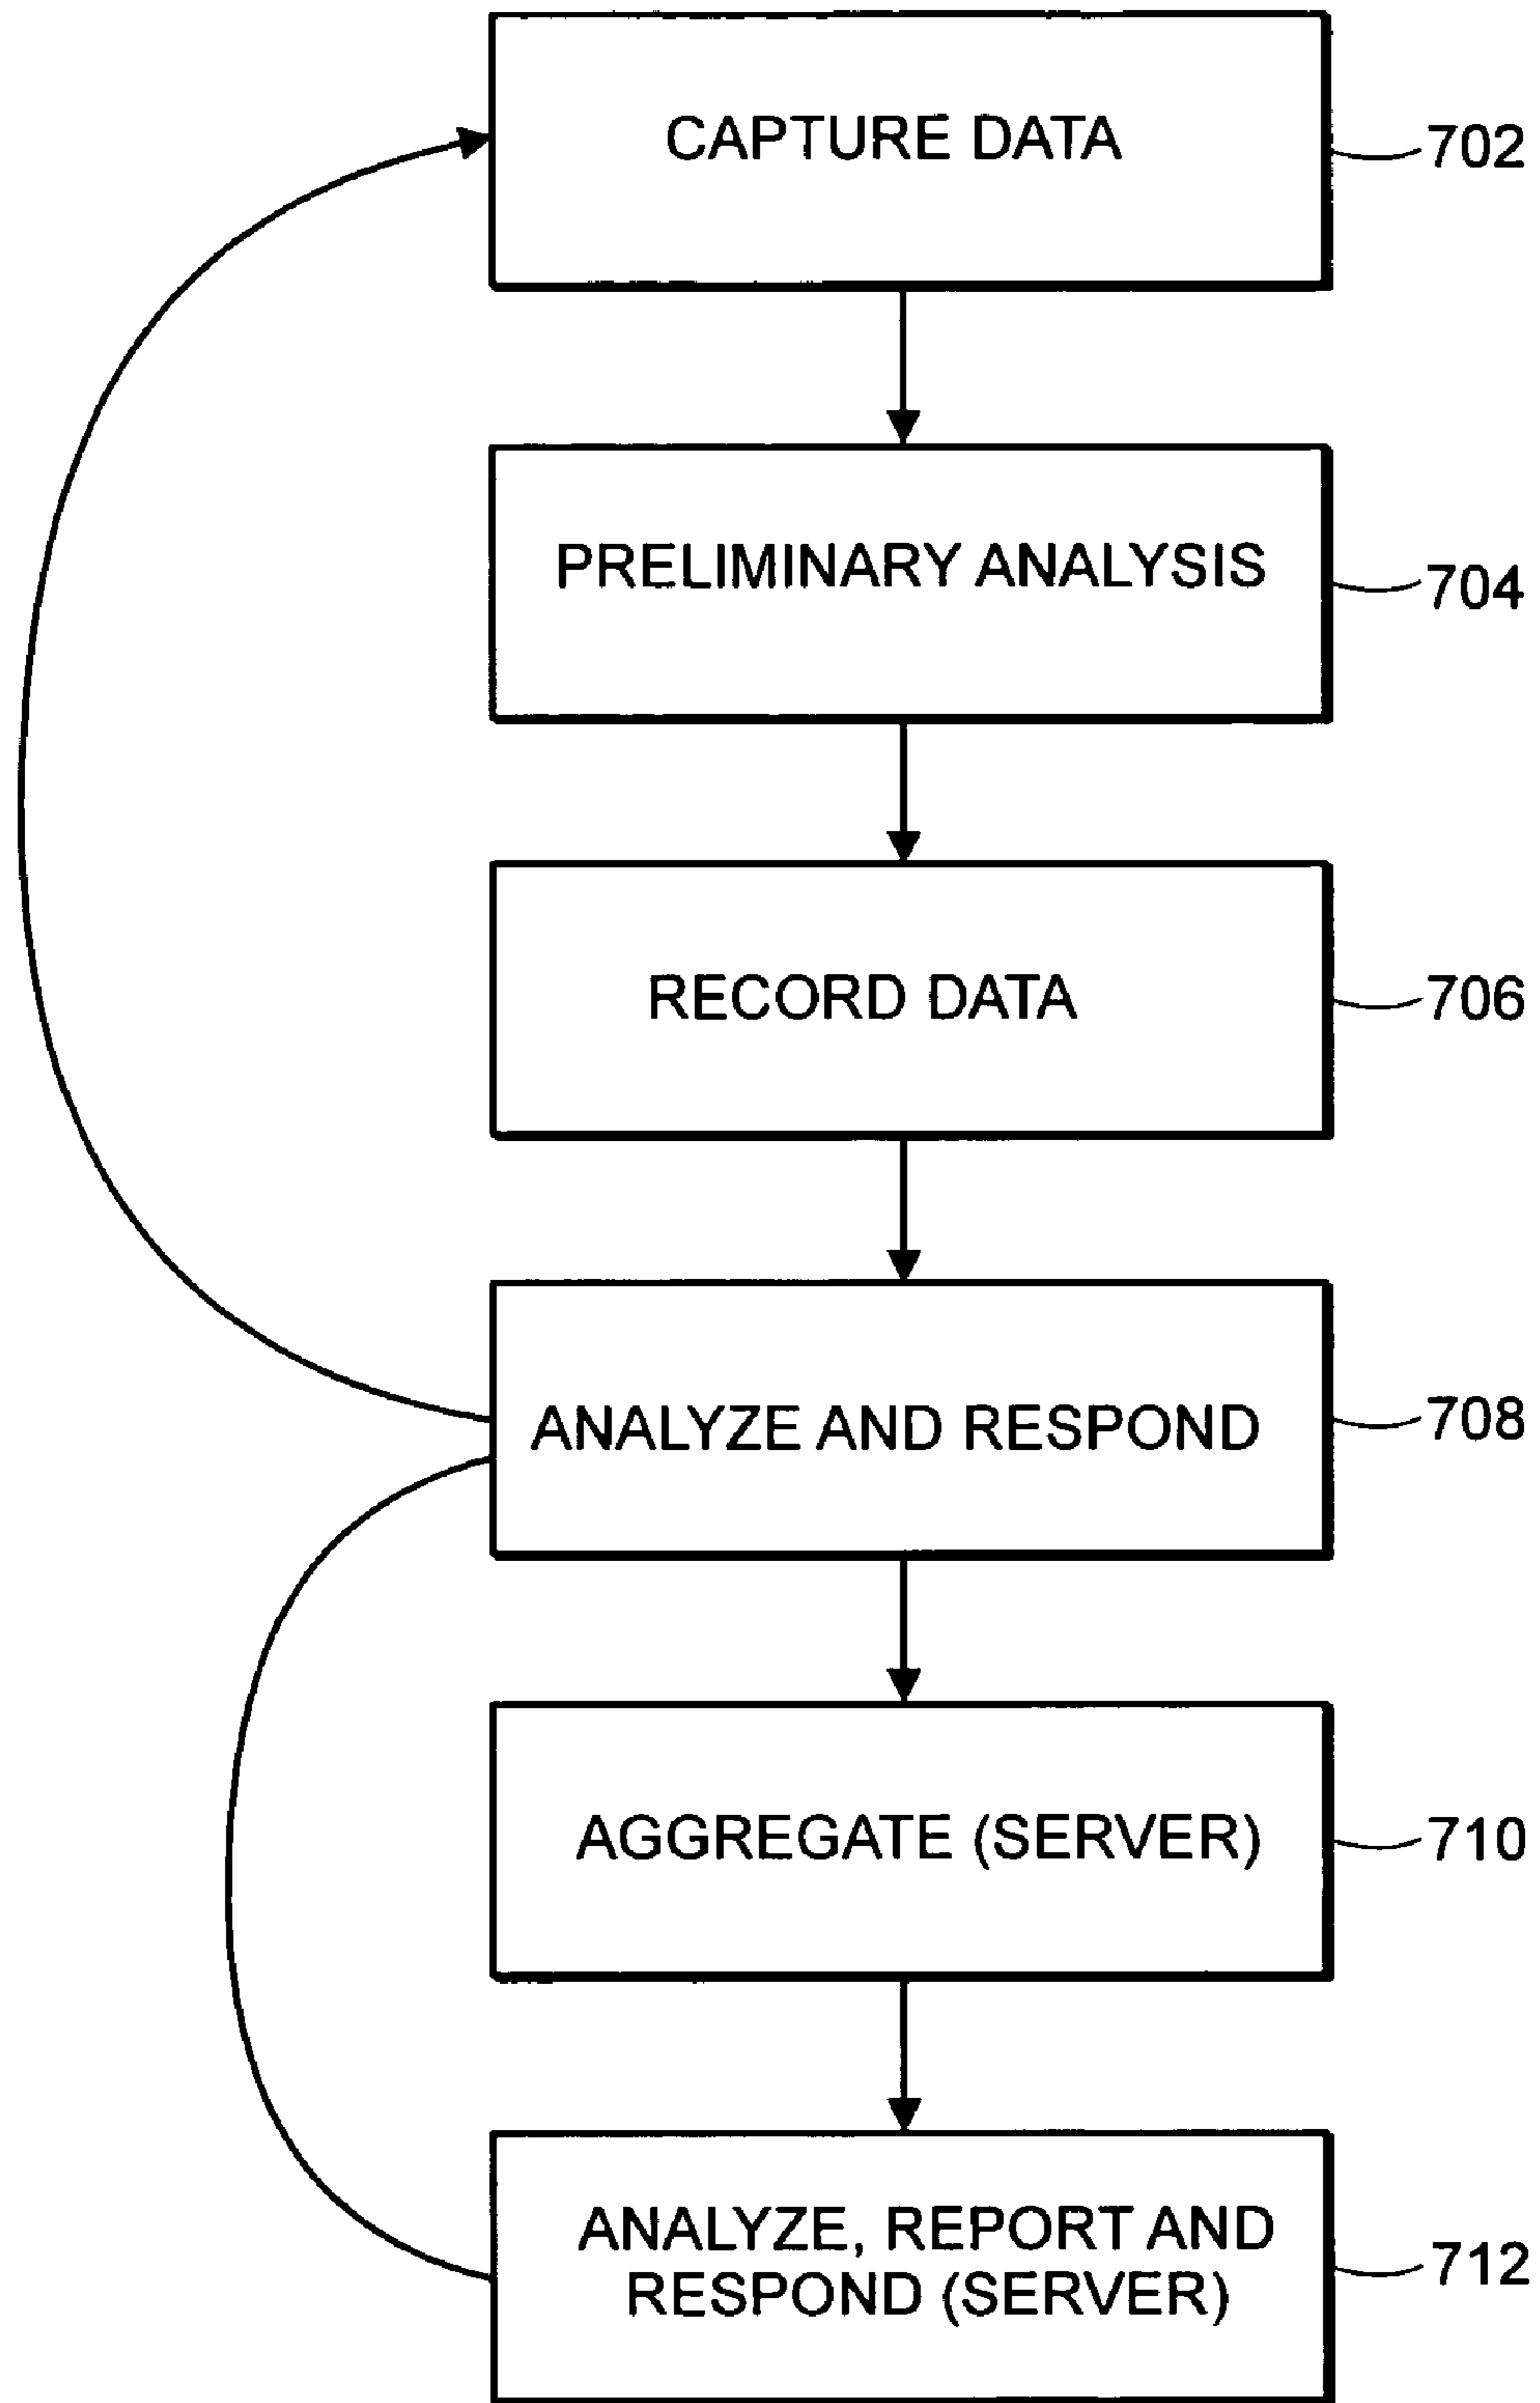 CAPTURE DATA
702
PRELIMINARY ANALYSIS
704
RECORD DATA
706
ANALYZE AND RESPOND
708
AGGREGATE (SERVER)
710
ANALYZE, REPORT AND
RESPOND (SERVER)
712